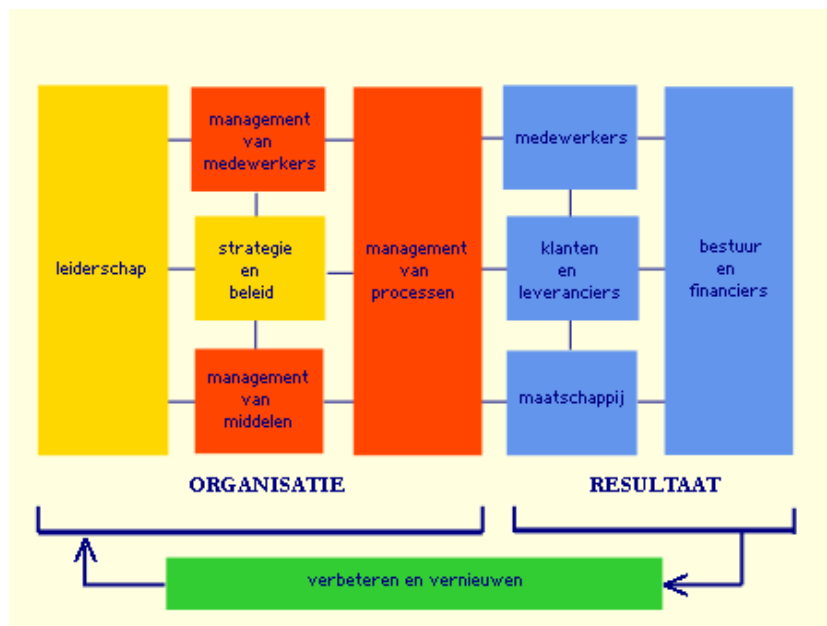 leiderschap
management
van
medewerkers
strategie
en
beleid
management
van
middelen
management
van
processen
medewerkers
klanten
en
leveranciers
maatschappij
bestuur
en
financiers
ORGANISATIE
RESULTAAT
verbeteren en vernieuwen